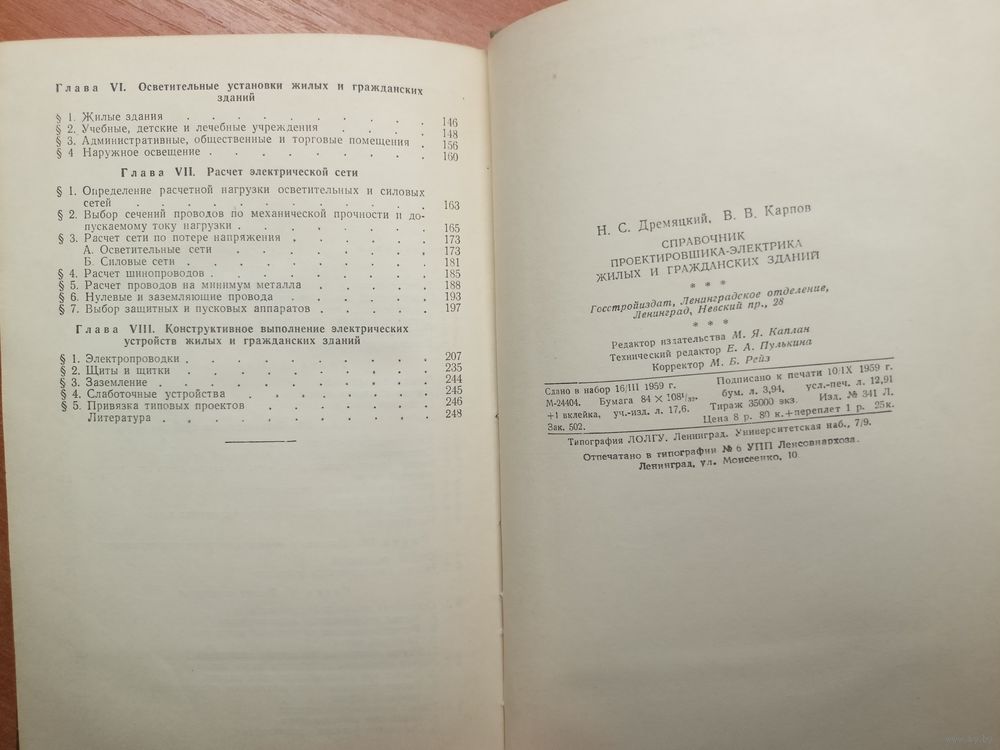 Глава VI. Осветительные установки жилых и гражданских
зданий
§ 1. Жилые здания . . . . . . . . . 146
§ 2. Учебные, детские и лечебные учреждения . . . . 148
§ 3. Административные, общественные и торговые помещения . 156
§ 4 Наружное освещение . . . . . . . . 160
Глава VII. Расчет электрической сети
§ 1. Определение расчетной нагрузки осветительных и силовых
сетей . . . . . . . . . . 163
§ 2. Выбор сечений проводов по механической прочности и до-
пускаемому току нагрузки . . . . . . . 165
§ 3. Расчет сети по потере напряжения . . . . . . 173
А. Осветительные сети . . . . . . . 173
Б. Силовые сети . . . . . . . . 181
§ 4. Расчет шинопроводов . . . . . . . . 185
§ 5. Расчет проводов на минимум металла . . . . . 188
§ 6. Нулевые и заземляющие провода . . . . . . 193
§ 7. Выбор защитных и пусковых аппаратов . . . . . 197
Глава VIII. Конструктивное выполнение электрических
устройств жилых и гражданских зданий
§ 1. Электропроводки . . . . . . . . . 207
§ 2. Щиты и щитки . . . . . . . . . 235
§ 3. Заземление . . . . . . . . . . 244
§ 4. Слаботочные устройства . . . . . . . 245
§ 5. Привязка типовых проектов . . . . . . . 246
Литература . . . . . . . . . . 248
Н. С. Дремяцкий, В. В. Карпов
СПРАВОЧНИК
ПРОЕКТИРОВЩИКА-ЭЛЕКТРИКА
ЖИЛЫХ И ГРАЖДАНСКИХ ЗДАНИЙ
* * *
Госстройиздат, Ленинградское отделение,
Ленинград, Невский пр., 28
* * *
Редактор издательства М. Я. Каплан
Технический редактор Е. А. Пулькина
Корректор М. Б. Рейз
Сдано в набор 16/III 1959 г. Подписано к печати 10/IX 1959 г.
М-24404. Бумага 84 × 108 1/32. бум. л. 3,94, усл.-печ. л. 12,91
+1 вклейка, уч.-изд. л. 17,6. Тираж 35000 экз. Изд. № 341 Л.
Зак. 502. Цена 8 р. 80 к.+переплет 1 р. 25к.
Типография ЛОЛГУ. Ленинград. Университетская наб., 7/9.
Отпечатано в типографии № 6 УПП Ленсовнархоза.
Ленинград, ул. Моисеенко, 10.
www.ay.by